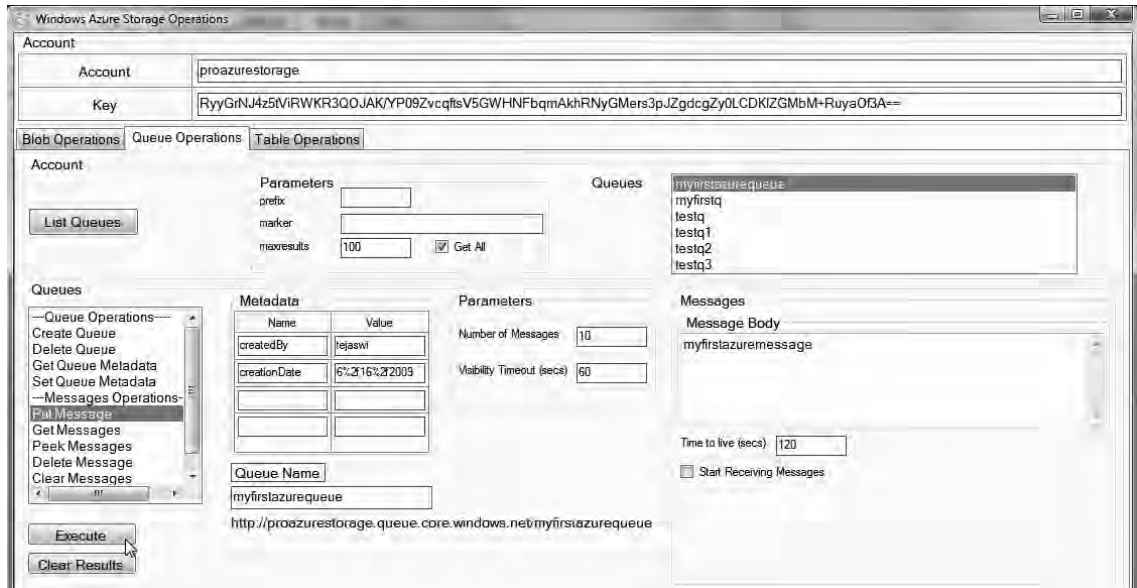 Windows Azure Storage Operations
Account
Account
proazurestorage
Key
Blob Operations
Queue Operations
Table Operations
Account
List Queues
Parameters
prefix
marker
maxresults
100
Get All
Queues
myfirstazurequeue
myfirstq
testq
testq1
testq2
testq3
Queues
---Queue Operations----
Create Queue
Delete Queue
Get Queue Metadata
Set Queue Metadata
---Messages Operations-
Put Message
Get Messages
Peek Messages
Delete Message
Clear Messages
Execute
Clear Results
Metadata
Name
Value
createdBy
tejaswi
creationDate
6%2f16%2f2009
Queue Name
myfirstazurequeue
http://proazurestorage.queue.core.windows.net/myfirstazurequeue
Parameters
Number of Messages
10
Visibility Timeout (secs)
60
Messages
Message Body
myfirstazuremessage
Time to live (secs)
120
Start Receiving Messages